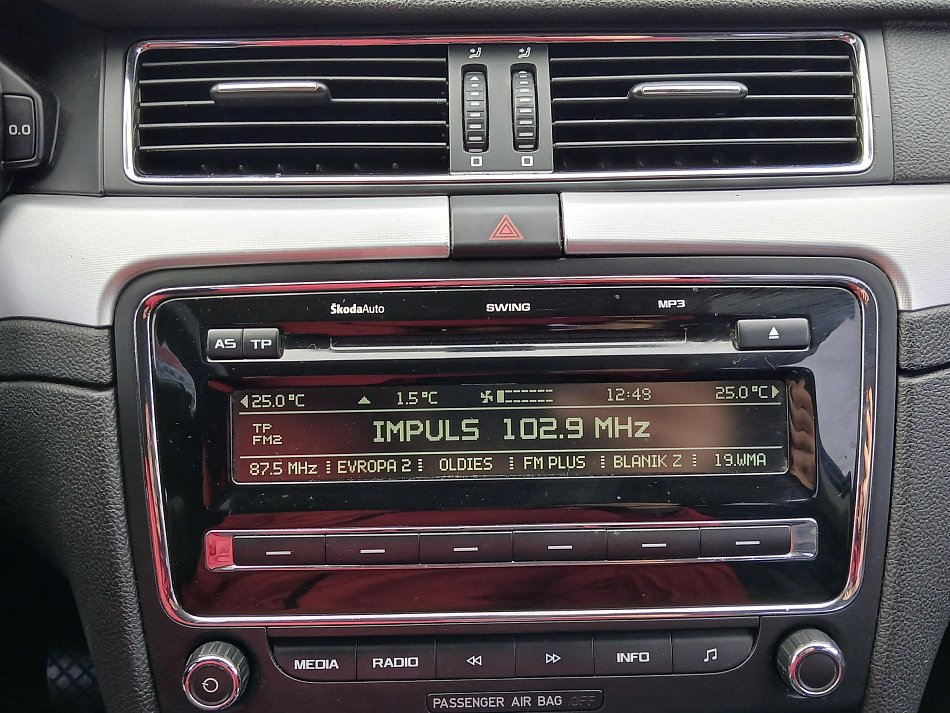 0.0
ŠkodaAuto SWING MP3
AS TP
25.0°C 1.5°C 12:48 25.0°C
TP
FM2
IMPULS 102.9 MHz
87.5 MHz EVROPA 2 OLDIES FM PLUS BLANIK Z 19.WMA
MEDIA RADIO INFO
PASSENGER AIR BAG OFF